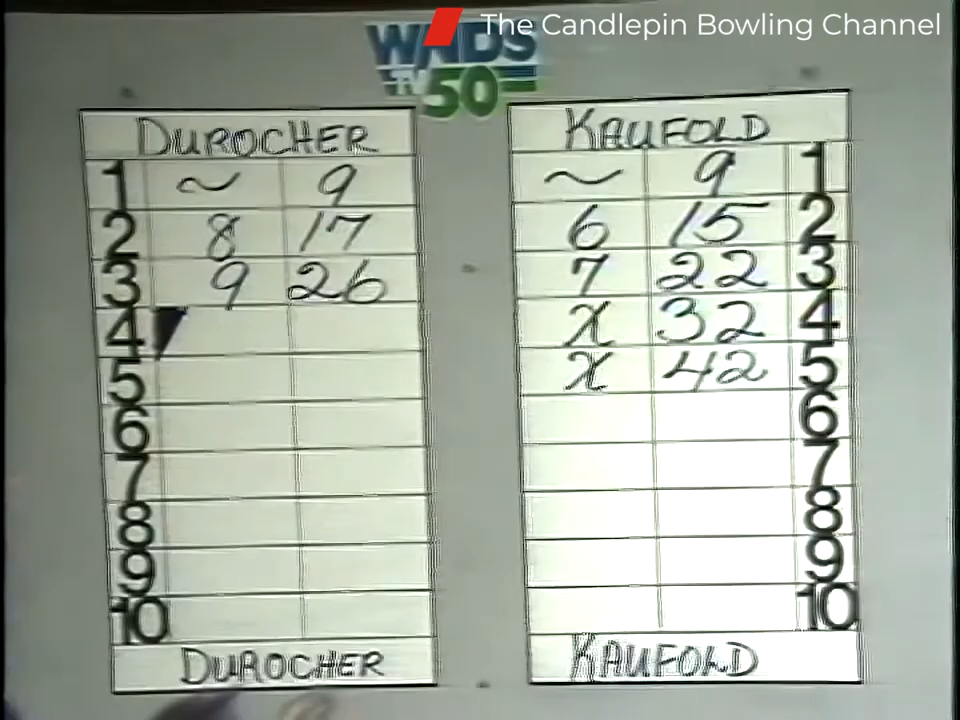 The Candlepin Bowling Channel
WNDS
TV 50
DUROCHER
1 ~ 9
2 8 17
3 9 26
4
5
6
7
8
9
10
DUROCHER
KAUFOLD
~ 9 1
6 15 2
7 22 3
X 32 4
X 42 5
6
7
8
9
10
KAUFOLD